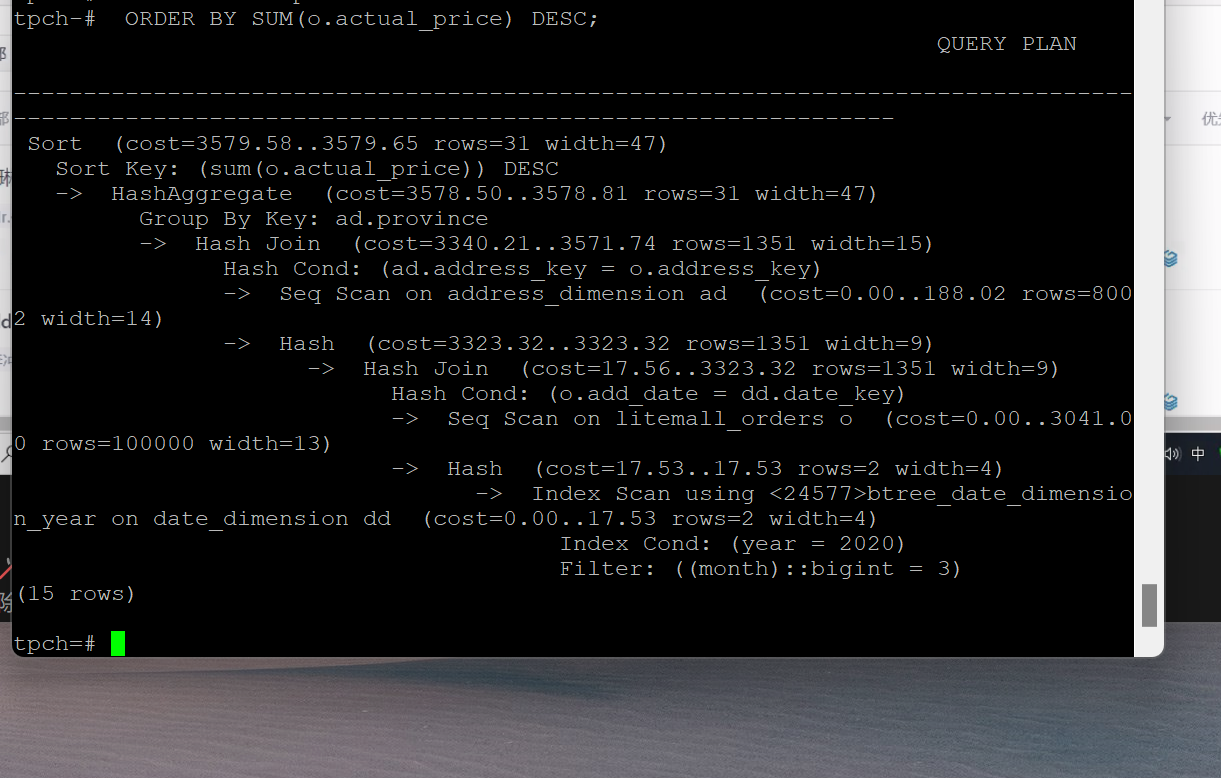 tpch-#  ORDER BY SUM(o.actual_price) DESC;
QUERY PLAN
--------------------------------------------------------------------------------
---------------------------------------------------------------
 Sort  (cost=3579.58..3579.65 rows=31 width=47)
   Sort Key: (sum(o.actual_price)) DESC
   ->  HashAggregate  (cost=3578.50..3578.81 rows=31 width=47)
         Group By Key: ad.province
         ->  Hash Join  (cost=3340.21..3571.74 rows=1351 width=15)
               Hash Cond: (ad.address_key = o.address_key)
               ->  Seq Scan on address_dimension ad  (cost=0.00..188.02 rows=800
2 width=14)
               ->  Hash  (cost=3323.32..3323.32 rows=1351 width=9)
                     ->  Hash Join  (cost=17.56..3323.32 rows=1351 width=9)
                           Hash Cond: (o.add_date = dd.date_key)
                           ->  Seq Scan on litemall_orders o  (cost=0.00..3041.0
0 rows=100000 width=13)
                           ->  Hash  (cost=17.53..17.53 rows=2 width=4)
                                 ->  Index Scan using <24577>btree_date_dimensio
n_year on date_dimension dd  (cost=0.00..17.53 rows=2 width=4)
                                       Index Cond: (year = 2020)
                                       Filter: ((month)::bigint = 3)
(15 rows)
tpch=#
中